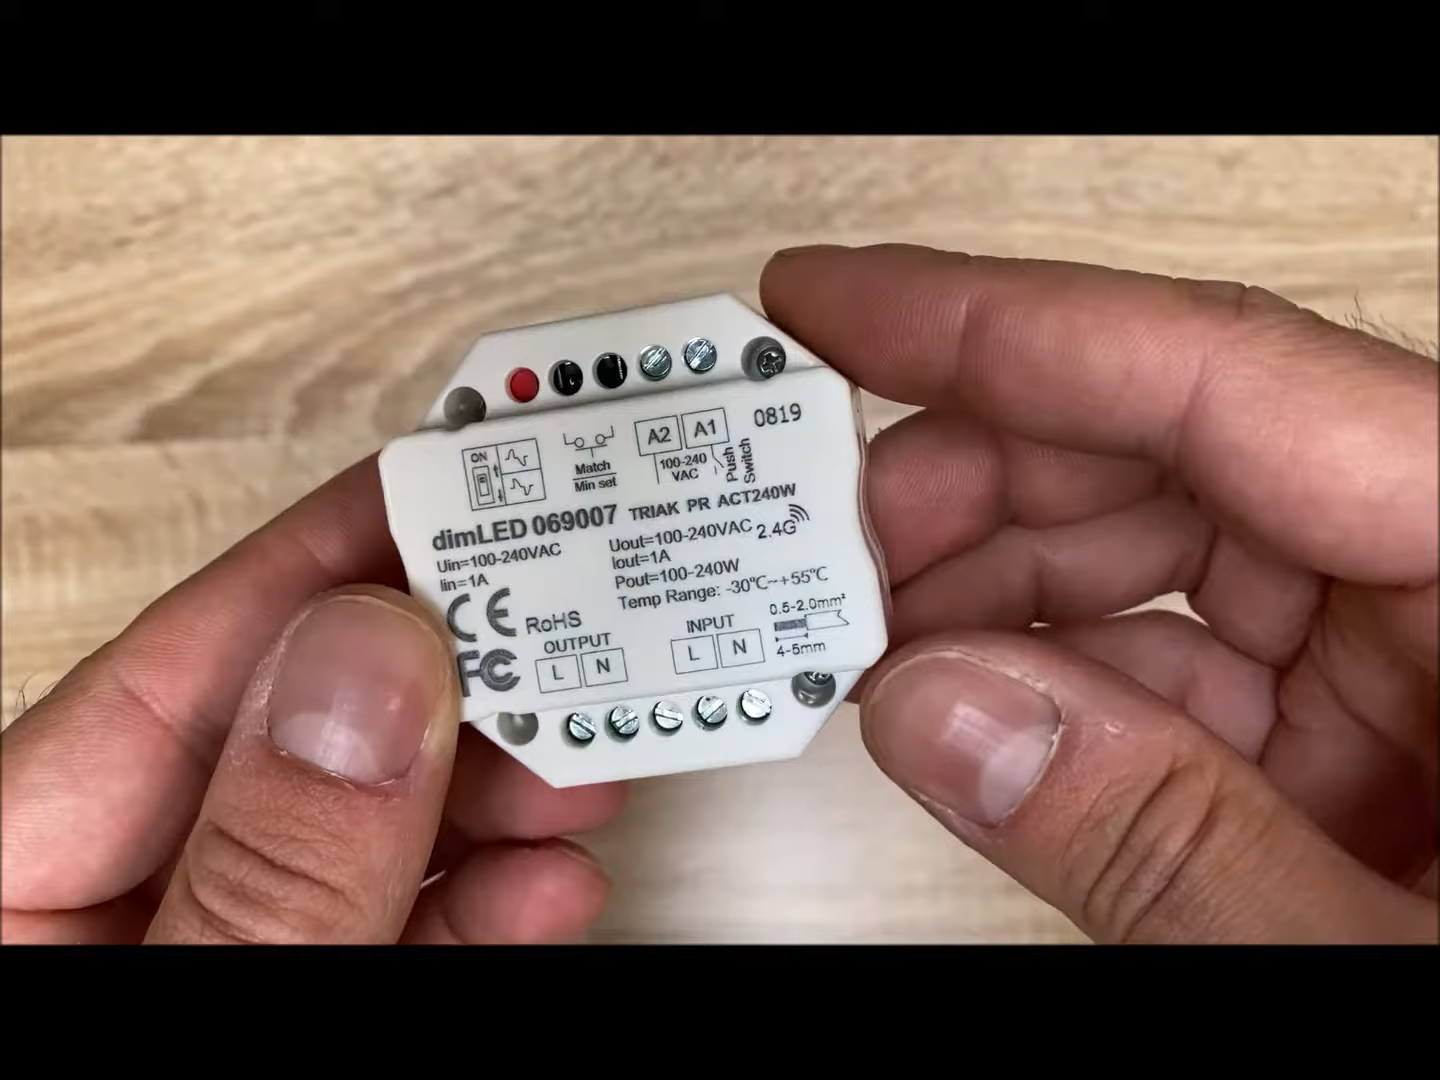 0819
A2 A1
ON
Match
Min set
100-240
VAC
Push
Switch
dimLED 069007 TRIAK PR ACT240W
Uin=100-240VAC
Iin=1A
Uout=100-240VAC 2.4G
Iout=1A
Pout=100-240W
Temp Range: -30℃~+55℃
CE RoHS
FC
OUTPUT
L N
INPUT
L N
0.5-2.0mm²
4-5mm